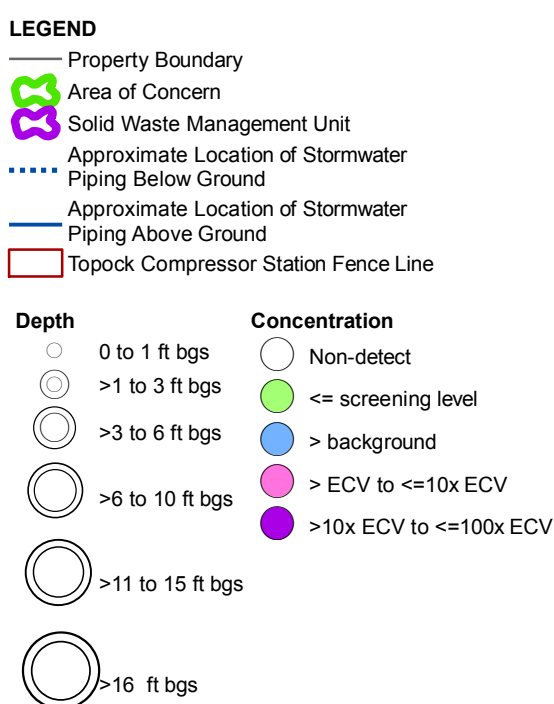 LEGEND
Property Boundary
Area of Concern
Solid Waste Management Unit
Approximate Location of Stormwater
Piping Below Ground
Approximate Location of Stormwater
Piping Above Ground
Topock Compressor Station Fence Line
Depth
0 to 1 ft bgs
>1 to 3 ft bgs
>3 to 6 ft bgs
>6 to 10 ft bgs
>11 to 15 ft bgs
>16 ft bgs
Concentration
Non-detect
<= screening level
> background
> ECV to <=10x ECV
>10x ECV to <=100x ECV